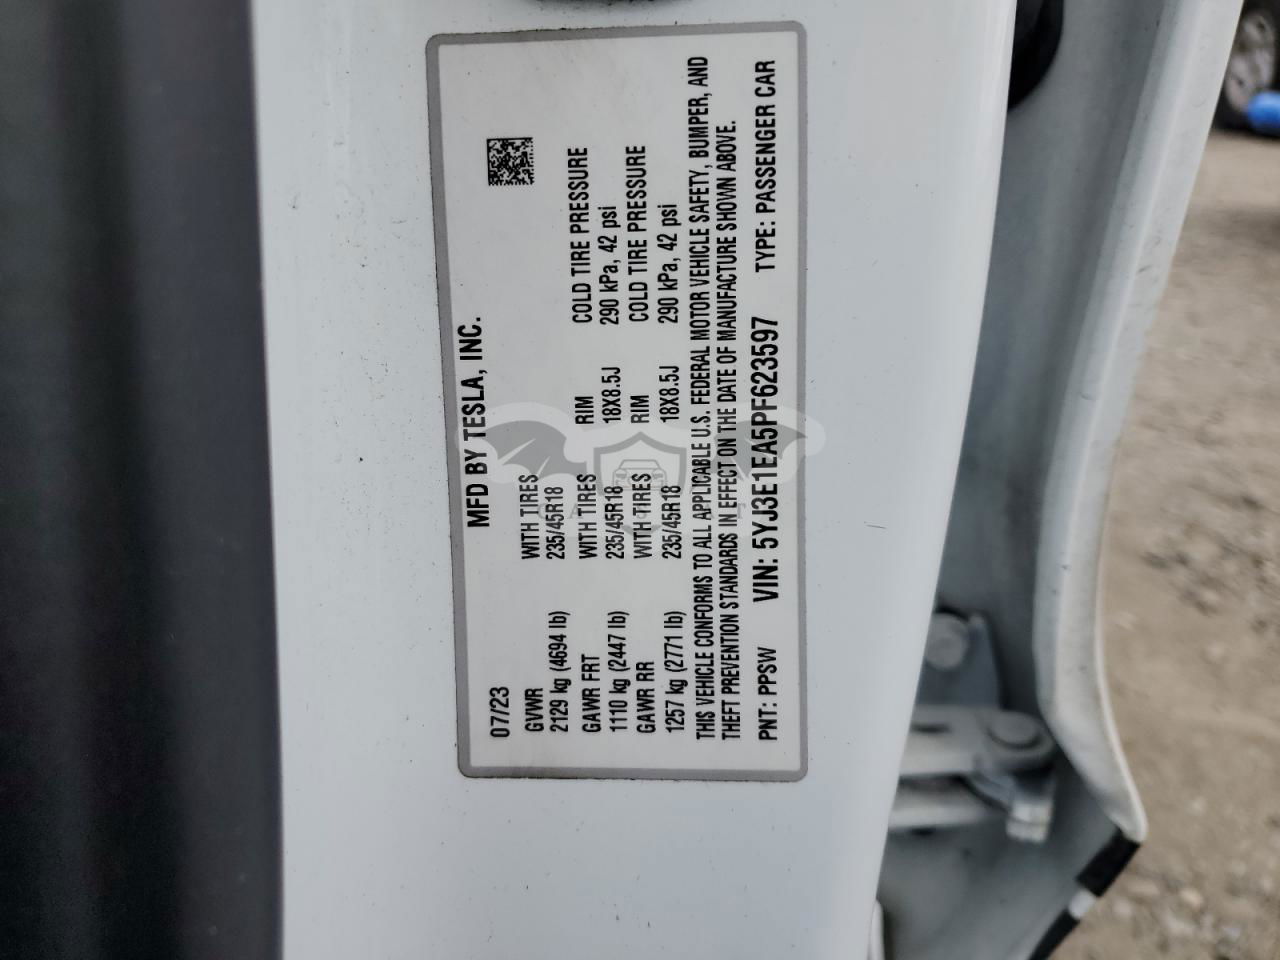 07/23 MFD BY TESLA, INC.
GVWR WITH TIRES
2129 kg (4694 lb) 235/45R18
GAWR FRT WITH TIRES RIM COLD TIRE PRESSURE
1110 kg (2447 lb) 235/45R18 18X8.5J 290 kPa, 42 psi
GAWR RR WITH TIRES RIM COLD TIRE PRESSURE
1257 kg (2771 lb) 235/45R18 18X8.5J 290 kPa, 42 psi
THIS VEHICLE CONFORMS TO ALL APPLICABLE U.S. FEDERAL MOTOR VEHICLE SAFETY, BUMPER, AND
THEFT PREVENTION STANDARDS IN EFFECT ON THE DATE OF MANUFACTURE SHOWN ABOVE.
PNT: PPSW VIN: 5YJ3E1EA5PF623597 TYPE: PASSENGER CAR